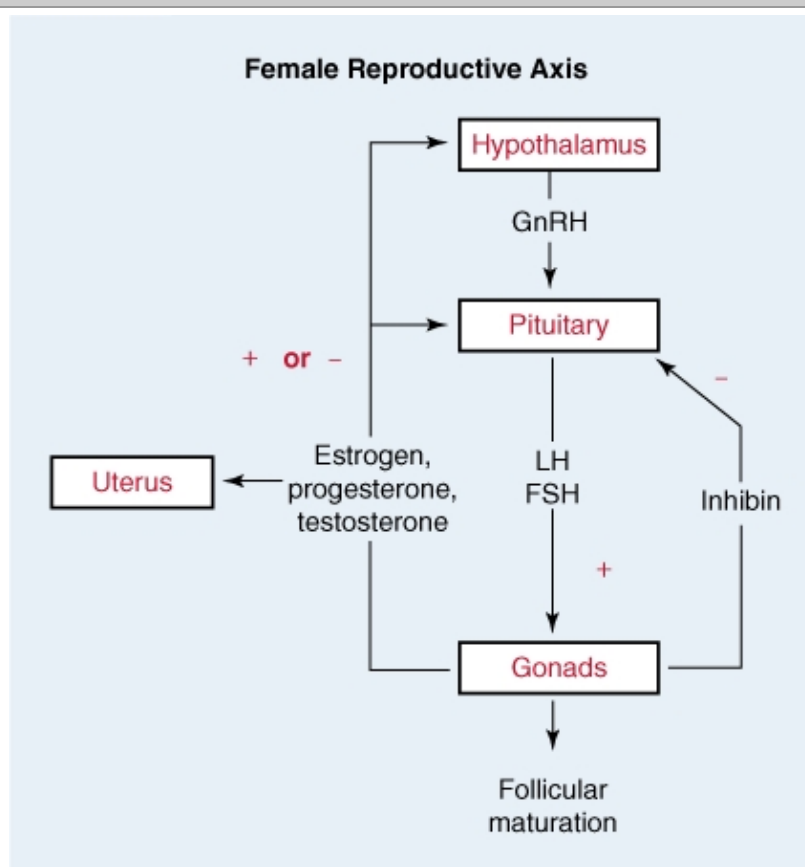 Female Reproductive Axis
Hypothalamus
GnRH
Pituitary
+ or −
−
Estrogen,
progesterone,
testosterone
Uterus
LH
FSH
Inhibin
+
Gonads
Follicular
maturation